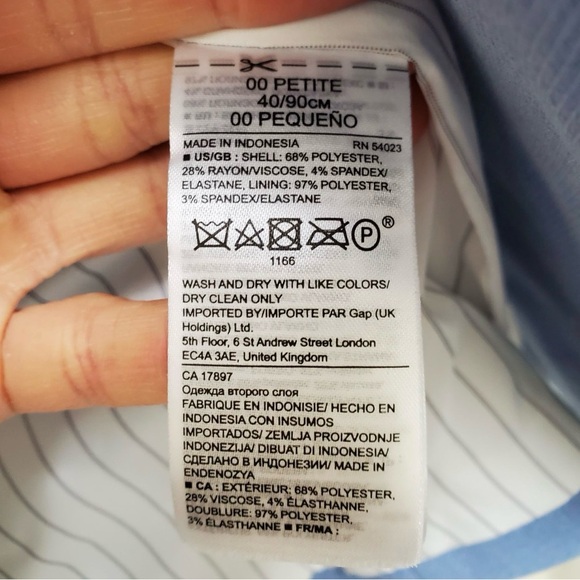 00 PETITE
40/90CM
00 PEQUEÑO
MADE IN INDONESIA RN 54023
■ US/GB : SHELL: 68% POLYESTER,
28% RAYON/VISCOSE, 4% SPANDEX/
ELASTANE, LINING: 97% POLYESTER,
3% SPANDEX/ELASTANE
P ®
1166
WASH AND DRY WITH LIKE COLORS/
DRY CLEAN ONLY
IMPORTED BY/IMPORTE PAR Gap (UK
Holdings) Ltd.
5th Floor, 6 St Andrew Street London
EC4A 3AE, United Kingdom
CA 17897
Одежда второго слоя
FABRIQUE EN INDONISIE/ HECHO EN
INDONESIA CON INSUMOS
IMPORTADOS/ ZEMLJA PROIZVODNJE
INDONEZIJA/ DIBUAT DI INDONESIA/
СДЕЛАНО В ИНДОНЕЗИИ/ MADE IN
ENDENOZYA
■ CA : EXTÉRIEUR: 68% POLYESTER,
28% VISCOSE, 4% ÉLASTHANNE,
DOUBLURE: 97% POLYESTER,
3% ÉLASTHANNE ■ FR/MA :